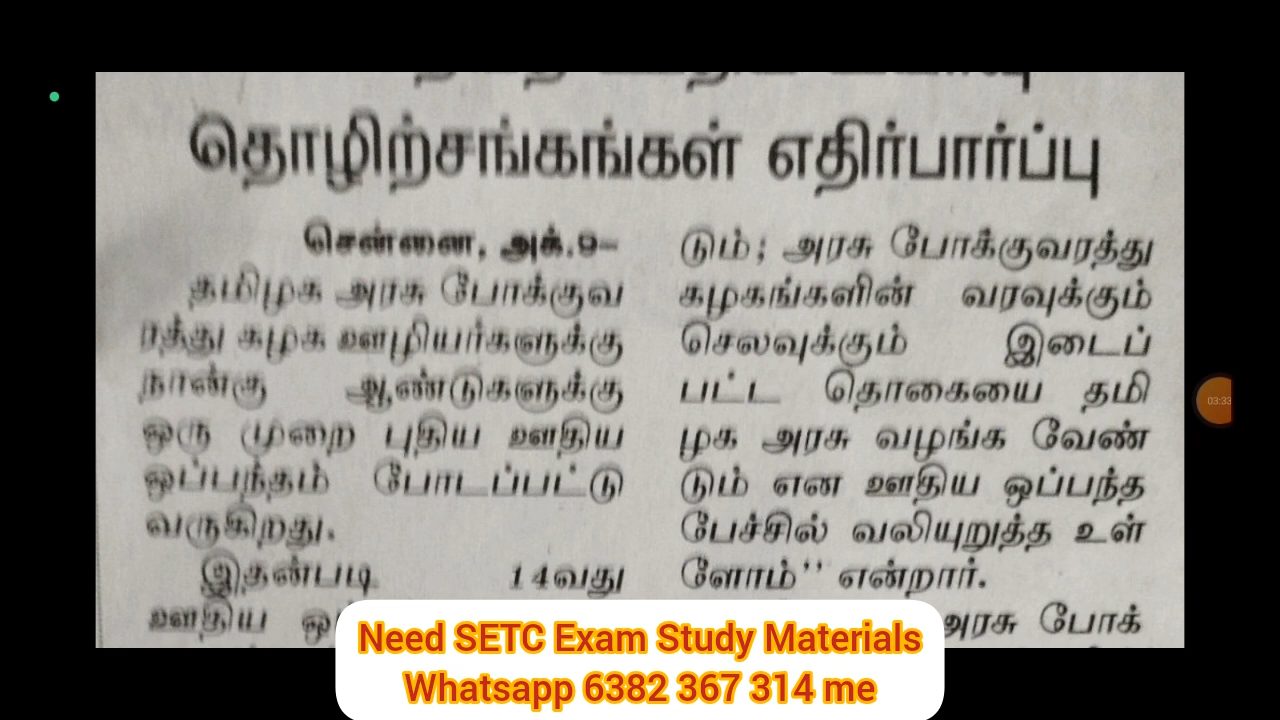 தொழிற்சங்கங்கள் எதிர்பார்ப்பு
சென்னை, அக்.9–
தமிழக அரசு போக்குவ
ரத்து கழக ஊழியர்களுக்கு
நான்கு ஆண்டுகளுக்கு
ஒரு முறை புதிய ஊதிய
ஒப்பந்தம் போடப்பட்டு
வருகிறது.
இதன்படி 14வது
ஊதிய
டும்; அரசு போக்குவரத்து
கழகங்களின் வரவுக்கும்
செலவுக்கும் இடைப்
பட்ட தொகையை தமி
ழக அரசு வழங்க வேண்
டும் என ஊதிய ஒப்பந்த
பேச்சில் வலியுறுத்த உள்
ளோம்’’ என்றார்.
அரசு போக்
03:33
Need SETC Exam Study Materials
Whatsapp 6382 367 314 me